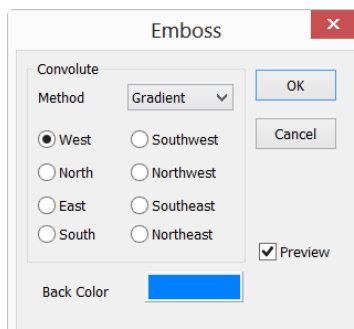 Emboss
x
Convolute
Method Gradient OK
West Southwest Cancel
North Northwest
East Southeast
South Northeast
Preview
Back Color